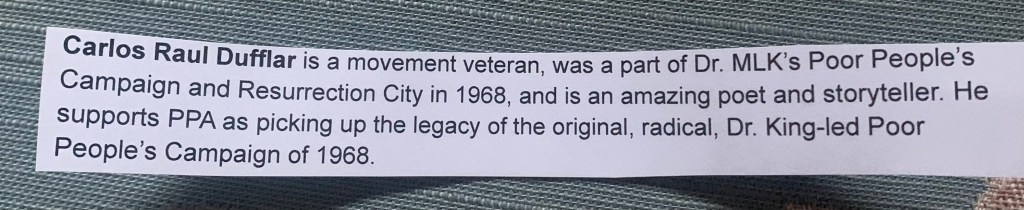 Carlos Raul Dufflar is a movement veteran, was a part of Dr. MLK's Poor People's
Campaign and Resurrection City in 1968, and is an amazing poet and storyteller. He
supports PPA as picking up the legacy of the original, radical, Dr. King-led Poor
People's Campaign of 1968.